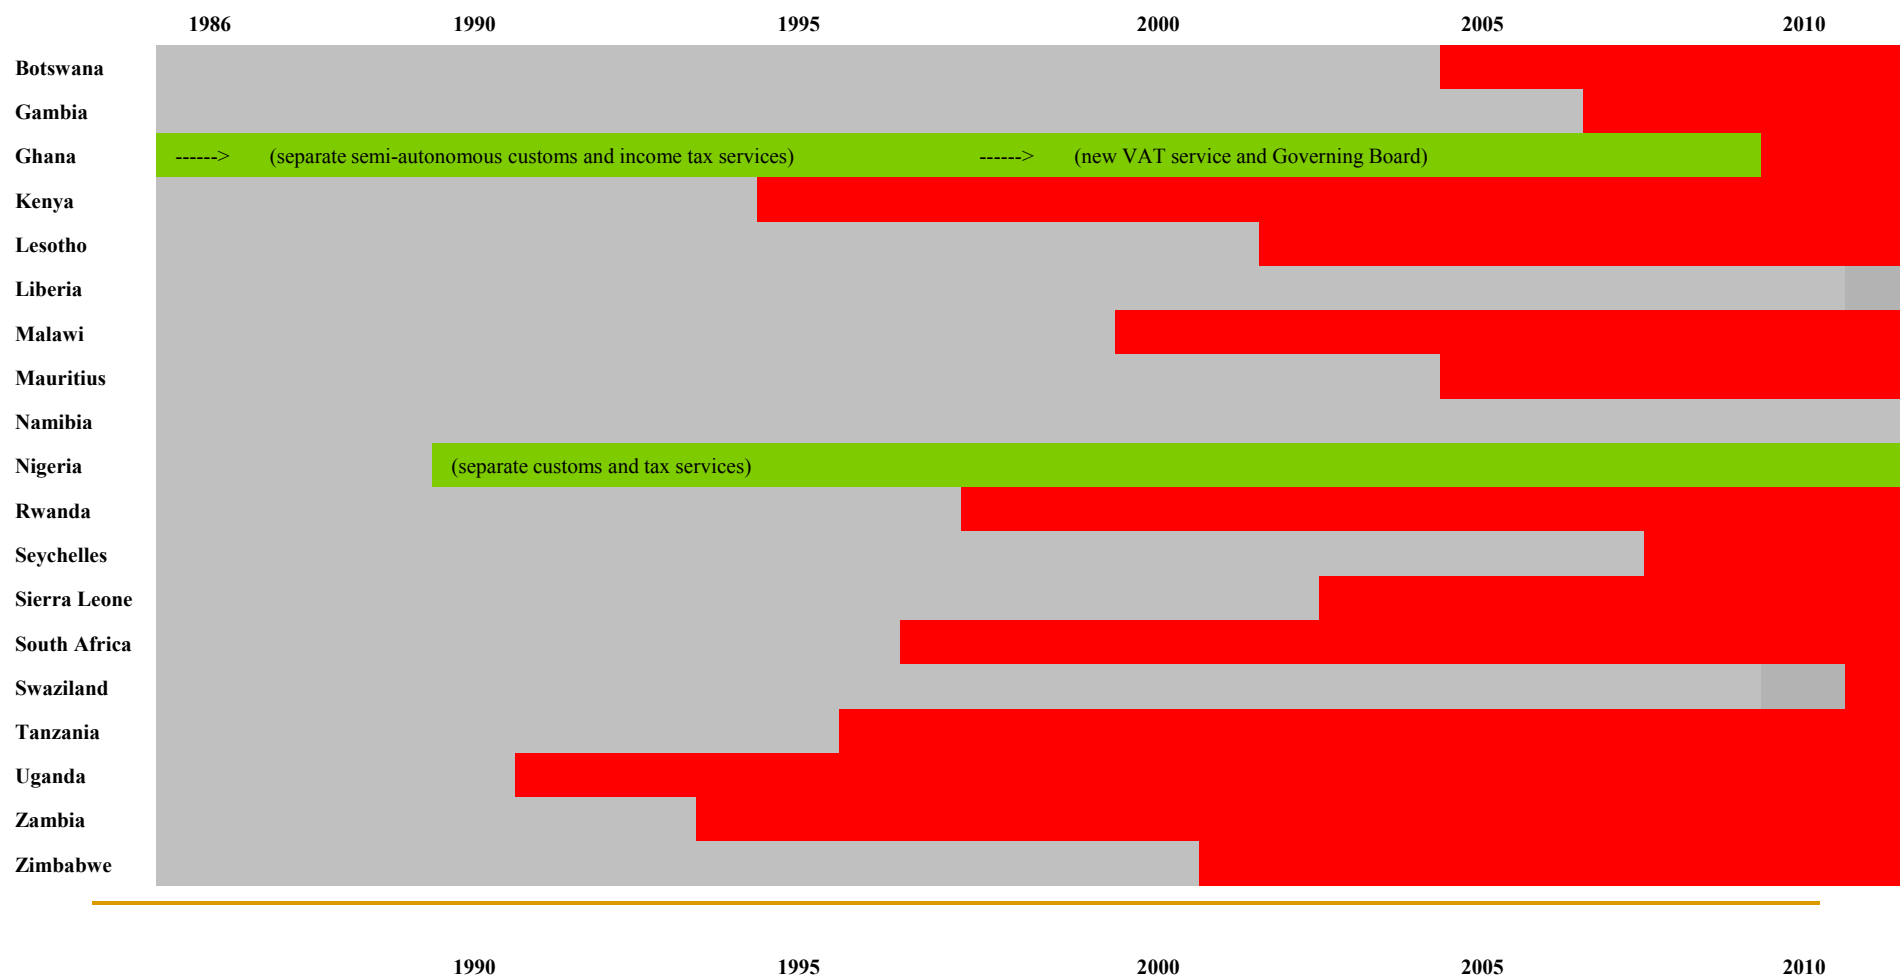 1986 1990 1995 2000 2005 2010
Botswana
Gambia
Ghana ------> (separate semi-autonomous customs and income tax services) ------> (new VAT service and Governing Board)
Kenya
Lesotho
Liberia
Malawi
Mauritius
Namibia
Nigeria (separate customs and tax services)
Rwanda
Seychelles
Sierra Leone
South Africa
Swaziland
Tanzania
Uganda
Zambia
Zimbabwe
1990 1995 2000 2005 2010